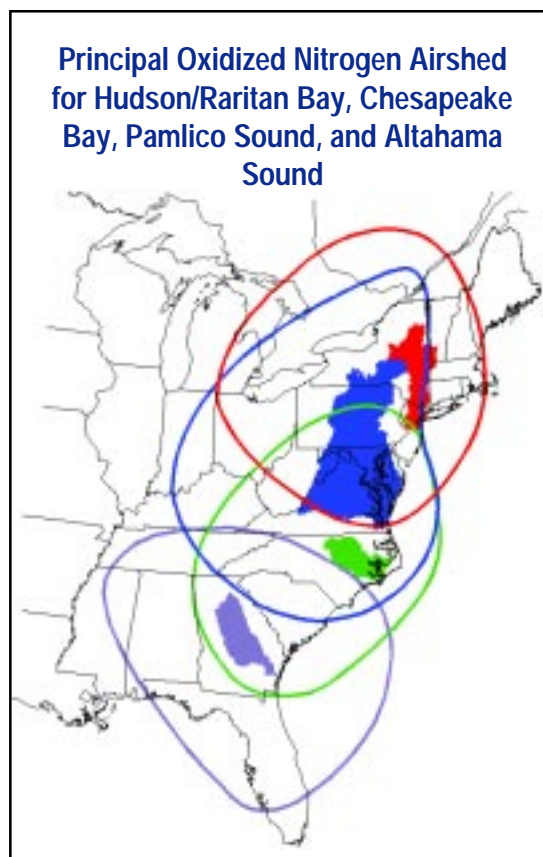 Principal Oxidized Nitrogen Airshed
for Hudson/Raritan Bay, Chesapeake
Bay, Pamlico Sound, and Altahama
Sound